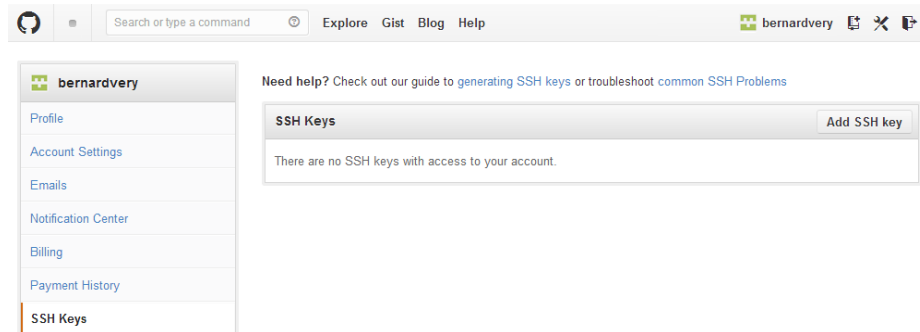 Search or type a command
Explore Gist Blog Help
bernardvery
bernardvery
Profile
Account Settings
Emails
Notification Center
Billing
Payment History
SSH Keys
Need help? Check out our guide to generating SSH keys or troubleshoot common SSH Problems
SSH Keys
Add SSH key
There are no SSH keys with access to your account.